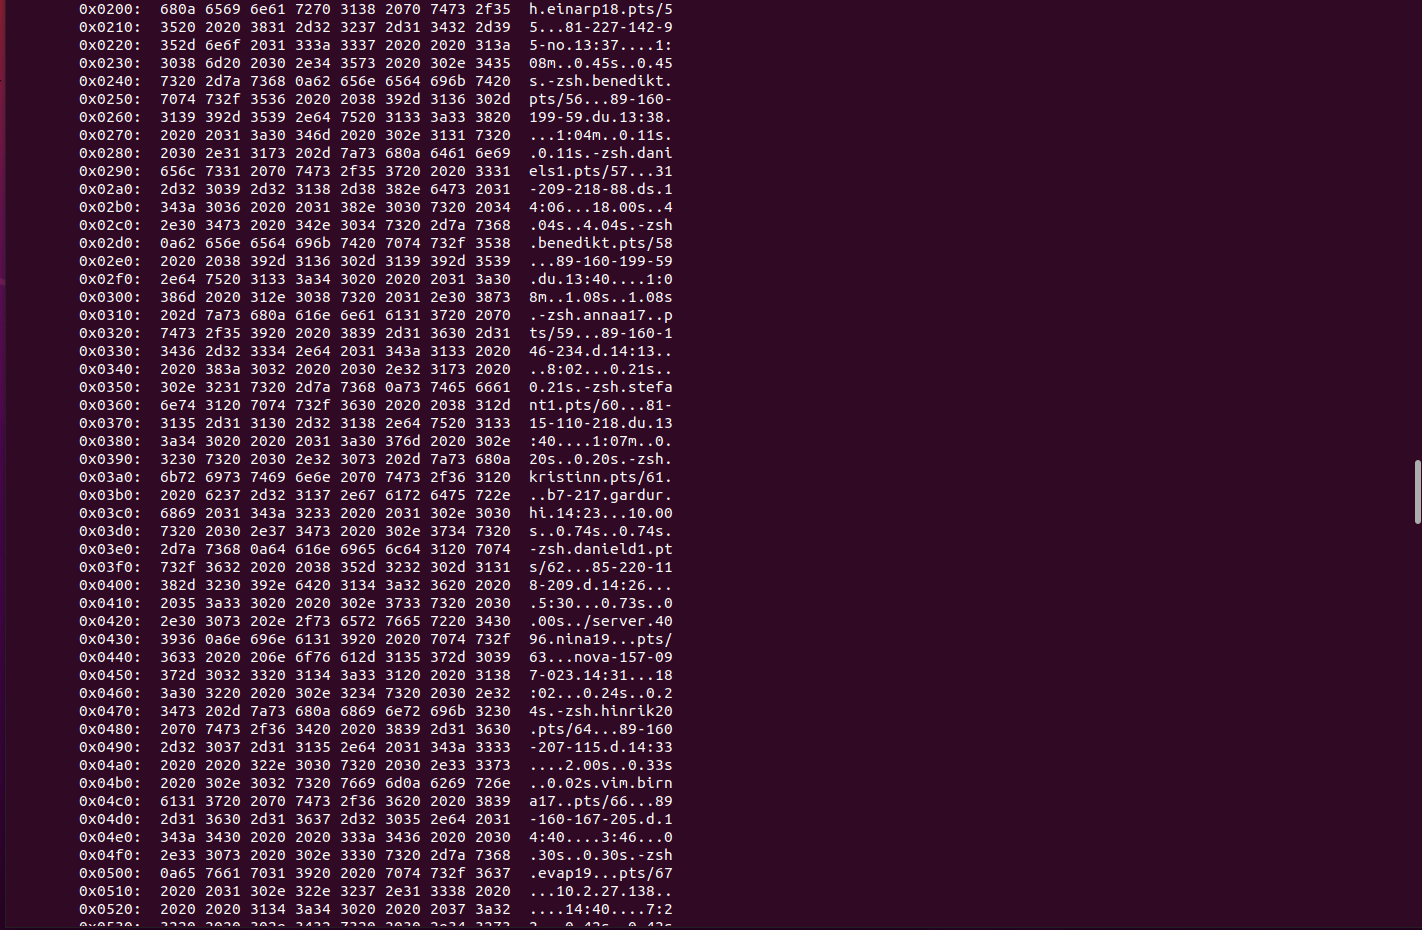 0x0200:  680a 6569 6e61 7270 3138 2070 7473 2f35  h.einarp18.pts/5
0x0210:  3520 2020 3831 2d32 3237 2d31 3432 2d39  5...81-227-142-9
0x0220:  352d 6e6f 2031 333a 3337 2020 2020 313a  5-no.13:37....1:
0x0230:  3038 6d20 2030 2e34 3573 2020 302e 3435  08m..0.45s..0.45
0x0240:  7320 2d7a 7368 0a62 656e 6564 696b 7420  s.-zsh.benedikt.
0x0250:  7074 732f 3536 2020 2038 392d 3136 302d  pts/56...89-160-
0x0260:  3139 392d 3539 2e64 7520 3133 3a33 3820  199-59.du.13:38.
0x0270:  2020 2031 3a30 346d 2020 302e 3131 7320  ...1:04m..0.11s.
0x0280:  2030 2e31 3173 202d 7a73 680a 6461 6e69  .0.11s.-zsh.dani
0x0290:  656c 7331 2070 7473 2f35 3720 2020 3331  els1.pts/57...31
0x02a0:  2d32 3039 2d32 3138 2d38 382e 6473 2031  -209-218-88.ds.1
0x02b0:  343a 3036 2020 2031 382e 3030 7320 2034  4:06...18.00s..4
0x02c0:  2e30 3473 2020 342e 3034 7320 2d7a 7368  .04s..4.04s.-zsh
0x02d0:  0a62 656e 6564 696b 7420 7074 732f 3538  .benedikt.pts/58
0x02e0:  2020 2038 392d 3136 302d 3139 392d 3539  ...89-160-199-59
0x02f0:  2e64 7520 3133 3a34 3020 2020 2031 3a30  .du.13:40....1:0
0x0300:  386d 2020 312e 3038 7320 2031 2e30 3873  8m..1.08s..1.08s
0x0310:  202d 7a73 680a 616e 6e61 6131 3720 2070  .-zsh.annaa17..p
0x0320:  7473 2f35 3920 2020 3839 2d31 3630 2d31  ts/59...89-160-1
0x0330:  3436 2d32 3334 2e64 2031 343a 3133 2020  46-234.d.14:13..
0x0340:  2020 383a 3032 2020 2030 2e32 3173 2020  ..8:02...0.21s..
0x0350:  302e 3231 7320 2d7a 7368 0a73 7465 6661  0.21s.-zsh.stefa
0x0360:  6e74 3120 7074 732f 3630 2020 2038 312d  nt1.pts/60...81-
0x0370:  3135 2d31 3130 2d32 3138 2e64 7520 3133  15-110-218.du.13
0x0380:  3a34 3020 2020 2031 3a30 376d 2020 302e  :40....1:07m..0.
0x0390:  3230 7320 2030 2e32 3073 202d 7a73 680a  20s..0.20s.-zsh.
0x03a0:  6b72 6973 7469 6e6e 2070 7473 2f36 3120  kristinn.pts/61.
0x03b0:  2020 6237 2d32 3137 2e67 6172 6475 722e  ..b7-217.gardur.
0x03c0:  6869 2031 343a 3233 2020 2031 302e 3030  hi.14:23...10.00
0x03d0:  7320 2030 2e37 3473 2020 302e 3734 7320  s..0.74s..0.74s.
0x03e0:  2d7a 7368 0a64 616e 6965 6c64 3120 7074  -zsh.danield1.pt
0x03f0:  732f 3632 2020 2038 352d 3232 302d 3131  s/62...85-220-11
0x0400:  382d 3230 392e 6420 3134 3a32 3620 2020  8-209.d.14:26...
0x0410:  2035 3a33 3020 2020 302e 3733 7320 2030  .5:30...0.73s..0
0x0420:  2e30 3073 202e 2f73 6572 7665 7220 3430  .00s../server.40
0x0430:  3936 0a6e 696e 6131 3920 2020 7074 732f  96.nina19...pts/
0x0440:  3633 2020 206e 6f76 612d 3135 372d 3039  63...nova-157-09
0x0450:  372d 3032 3320 3134 3a33 3120 2020 3138  7-023.14:31...18
0x0460:  3a30 3220 2020 302e 3234 7320 2030 2e32  :02...0.24s..0.2
0x0470:  3473 202d 7a73 680a 6869 6e72 696b 3230  4s.-zsh.hinrik20
0x0480:  2070 7473 2f36 3420 2020 3839 2d31 3630  .pts/64...89-160
0x0490:  2d32 3037 2d31 3135 2e64 2031 343a 3333  -207-115.d.14:33
0x04a0:  2020 2020 322e 3030 7320 2030 2e33 3373  ....2.00s..0.33s
0x04b0:  2020 302e 3032 7320 7669 6d0a 6269 726e  ..0.02s.vim.birn
0x04c0:  6131 3720 2070 7473 2f36 3620 2020 3839  a17..pts/66...89
0x04d0:  2d31 3630 2d31 3637 2d32 3035 2e64 2031  -160-167-205.d.1
0x04e0:  343a 3430 2020 2020 333a 3436 2020 2030  4:40....3:46...0
0x04f0:  2e33 3073 2020 302e 3330 7320 2d7a 7368  .30s..0.30s.-zsh
0x0500:  0a65 7661 7031 3920 2020 7074 732f 3637  .evap19...pts/67
0x0510:  2020 2031 302e 322e 3237 2e31 3338 2020  ...10.2.27.138..
0x0520:  2020 2020 3134 3a34 3020 2020 2037 3a32  ....14:40....7:2